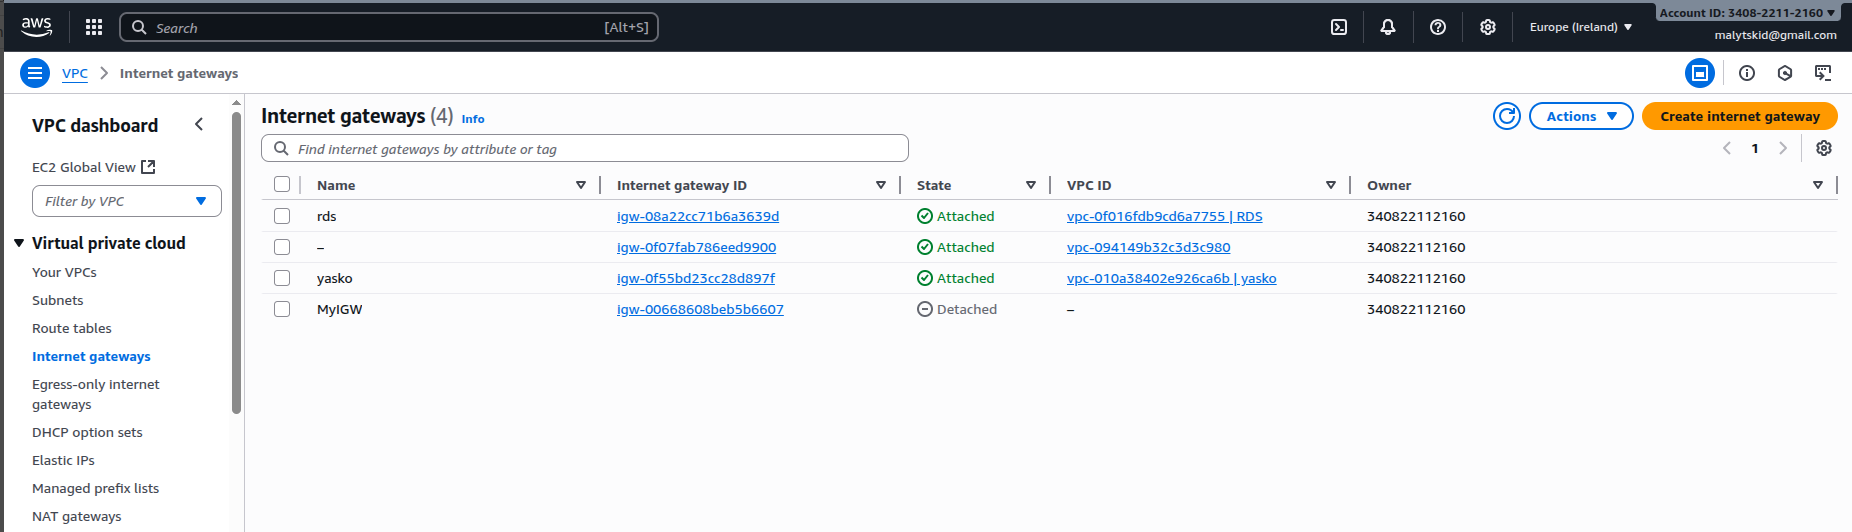 aws
Search [Alt+S]
Europe (Ireland)
Account ID: 3408-2211-2160
malytskid@gmail.com
VPC Internet gateways
VPC dashboard
EC2 Global View
Filter by VPC
Virtual private cloud
Your VPCs
Subnets
Route tables
Internet gateways
Egress-only internet
gateways
DHCP option sets
Elastic IPs
Managed prefix lists
NAT gateways
Internet gateways (4) Info
Actions
Create internet gateway
Find internet gateways by attribute or tag
1
Name Internet gateway ID State VPC ID Owner
rds igw-08a22cc71b6a3639d Attached vpc-0f016fdb9cd6a7755 | RDS 340822112160
– igw-0f07fab786eed9900 Attached vpc-094149b32c3d3c980 340822112160
yasko igw-0f55bd23cc28d897f Attached vpc-010a38402e926ca6b | yasko 340822112160
MyIGW igw-00668608beb5b6607 Detached – 340822112160